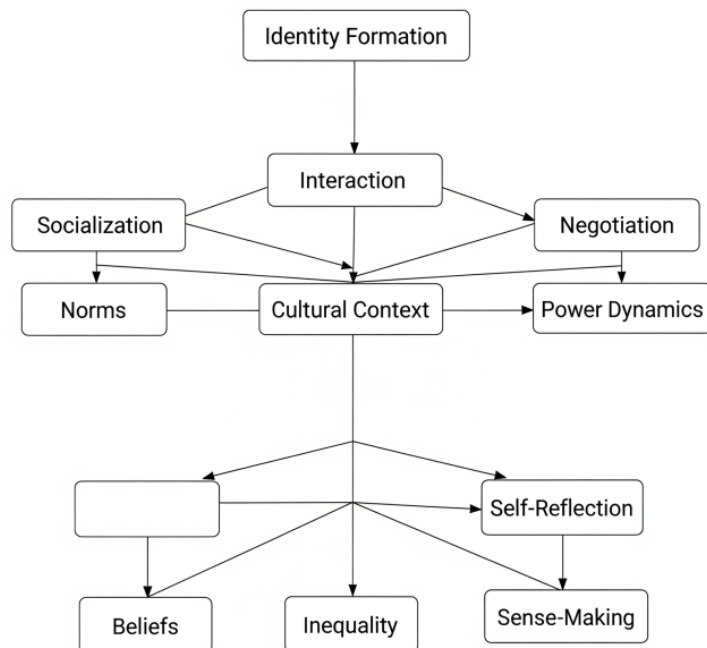 Identity Formation
Interaction
Socialization
Negotiation
Norms
Cultural Context
Power Dynamics
Self-Reflection
Beliefs
Inequality
Sense-Making